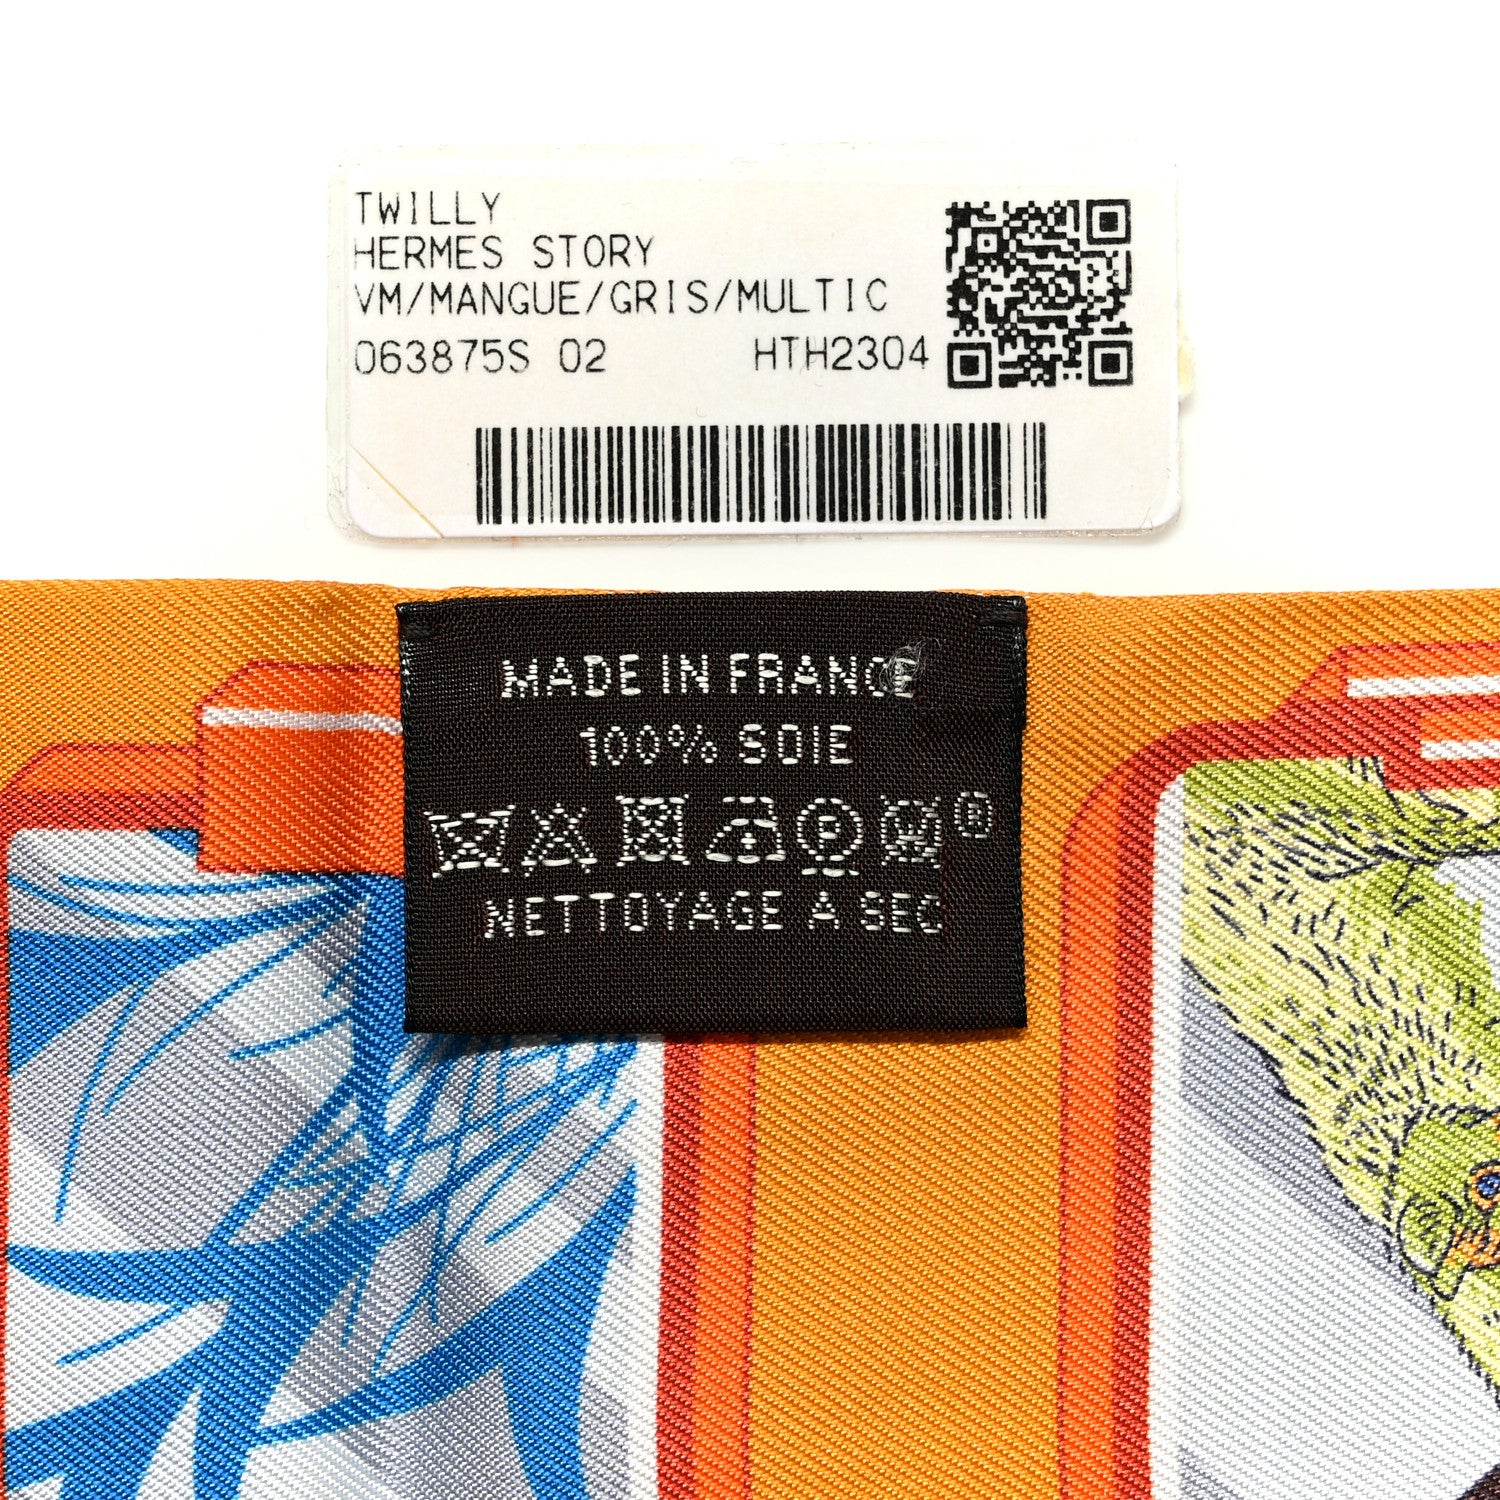 TWILLY
HERMES STORY
VM/MANGUE/GRIS/MULTIC
063875S 02 HTH2304
MADE IN FRANCE
100% SOIE
®
NETTOYAGE A SEC